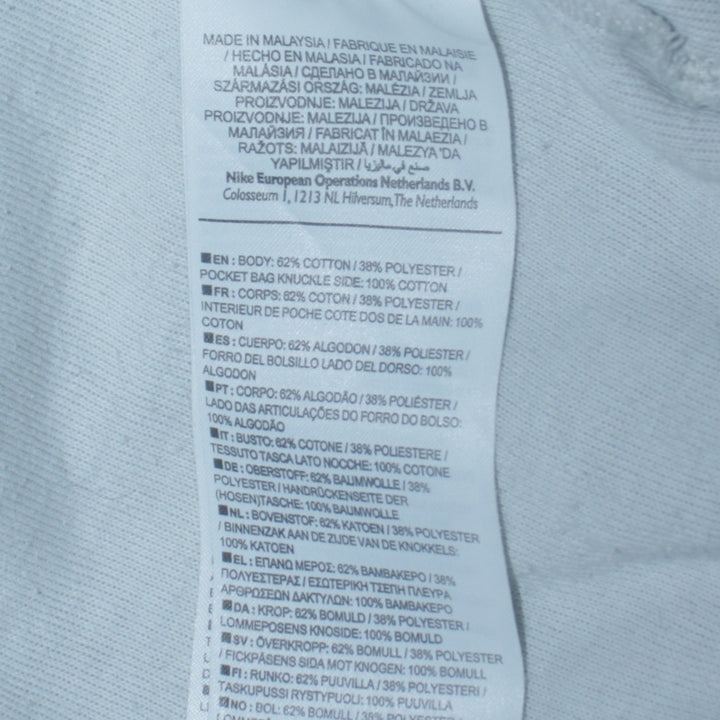 MADE IN MALAYSIA / FABRIQUE EN MALAISIE
/ HECHO EN MALASIA / FABRICADO NA
MALÁSIA / СДЕЛАНО В МАЛАЙЗИИ /
SZÁRMAZÁSI ORSZÁG: MALÉZIA / ZEMLJA
PROIZVODNJE: MALEZIJA / DRŽAVA
PROIZVODNJE: MALEZIJA / ПРОИЗВЕДЕНО В
МАЛАЙЗИЯ / FABRICAT ÎN MALAEZIA /
RAŽOTS: MALAIZIJĀ / MALEZYA 'DA
YAPILMIŞTIR / صنع في ماليزيا
Nike European Operations Netherlands B.V.
Colosseum 1, 1213 NL Hilversum, The Netherlands
EN : BODY: 62% COTTON / 38% POLYESTER /
POCKET BAG KNUCKLE SIDE: 100% COTTON
FR : CORPS: 62% COTON / 38% POLYESTER /
INTERIEUR DE POCHE COTE DOS DE LA MAIN: 100%
COTON
ES : CUERPO: 62% ALGODON / 38% POLIESTER /
FORRO DEL BOLSILLO LADO DEL DORSO: 100%
ALGODON
PT : CORPO: 62% ALGODÃO / 38% POLIÉSTER /
LADO DAS ARTICULAÇÕES DO FORRO DO BOLSO:
100% ALGODÃO
IT : BUSTO: 62% COTONE / 38% POLIESTERE /
TESSUTO TASCA LATO NOCCHE: 100% COTONE
DE : OBERSTOFF: 62% BAUMWOLLE / 38%
POLYESTER / HANDRÜCKENSEITE DER
(HOSEN)TASCHE: 100% BAUMWOLLE
NL : BOVENSTOF: 62% KATOEN / 38% POLYESTER
/ BINNENZAK AAN DE ZIJDE VAN DE KNOKKELS:
100% KATOEN
EL : ΕΠΑΝΩ ΜΕΡΟΣ: 62% ΒΑΜΒΑΚΕΡΟ / 38%
ΠΟΛΥΕΣΤΕΡΑΣ / ΕΣΩΤΕΡΙΚΗ ΤΣΕΠΗ ΠΛΕΥΡΑ
ΑΡΘΡΩΣΕΩΝ ΔΑΚΤΥΛΩΝ: 100% ΒΑΜΒΑΚΕΡΟ
DA : KROP: 62% BOMULD / 38% POLYESTER /
LOMMEPOSENS KNOSIDE: 100% BOMULD
SV : ÖVERKROPP: 62% BOMULL / 38% POLYESTER
/ FICKPÅSENS SIDA MOT KNOGEN: 100% BOMULL
FI : RUNKO: 62% PUUVILLA / 38% POLYESTERI /
TASKUPUSSI RYSTYPUOLI: 100% PUUVILLA
NO : BOL: 62% BOMULL / 38% POLYESTER /